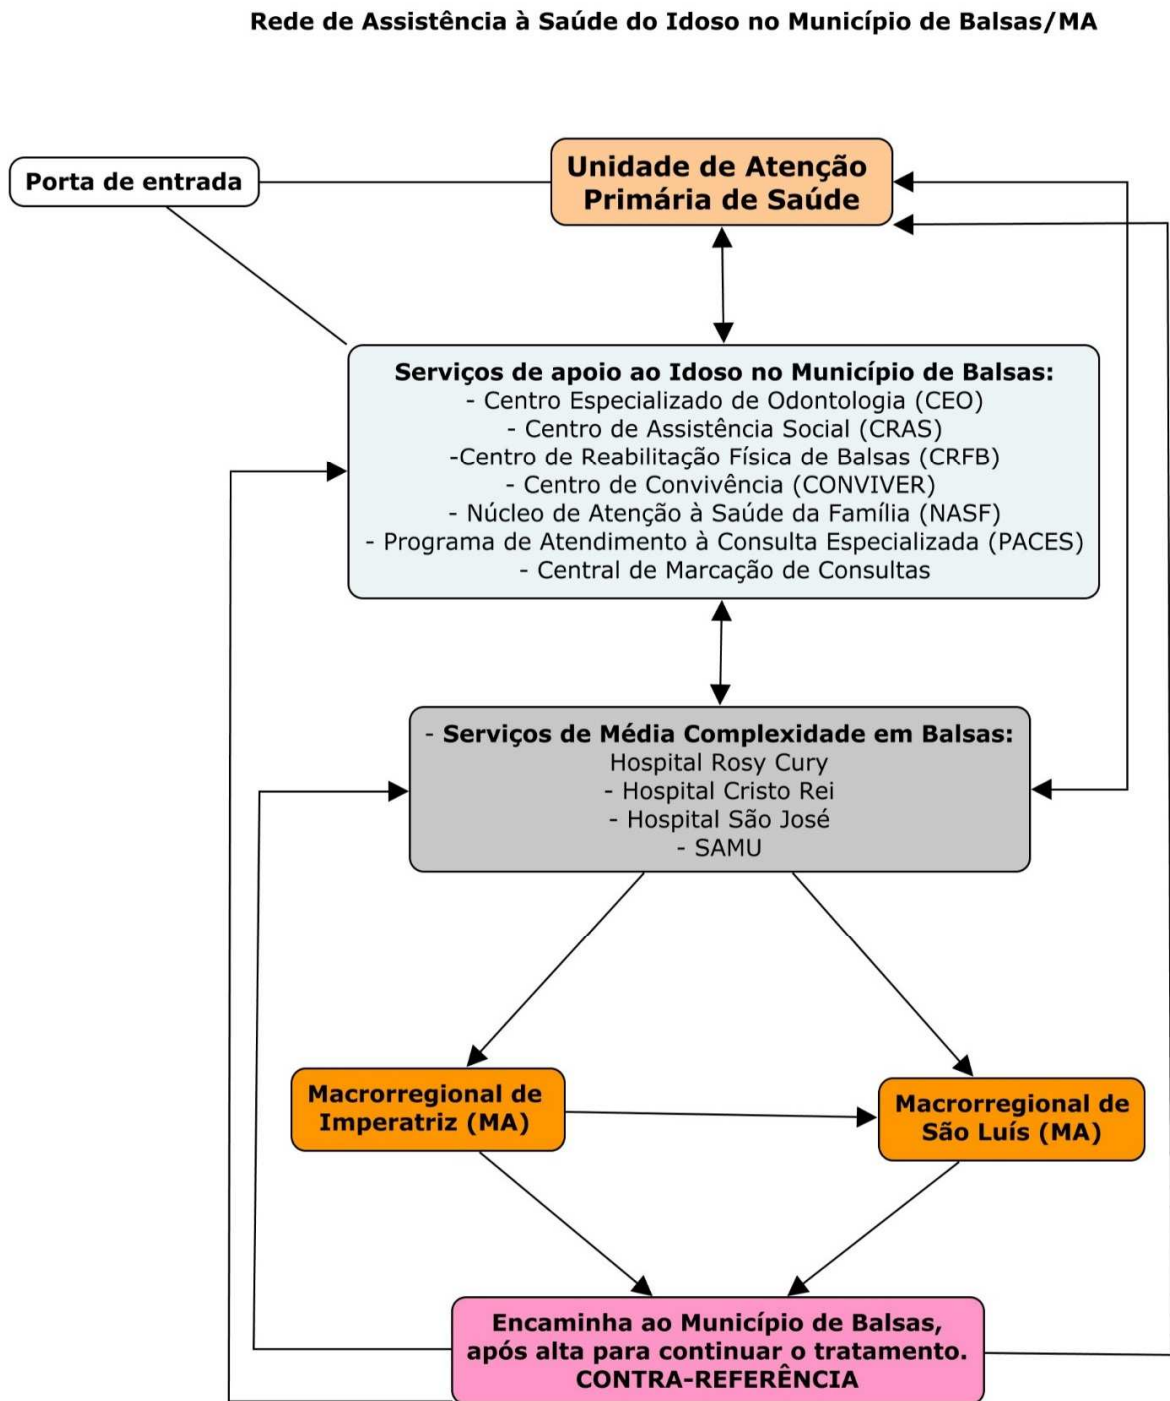 Rede de Assistência à Saúde do Idoso no Município de Balsas/MA
Porta de entrada
Unidade de Atenção
Primária de Saúde
Serviços de apoio ao Idoso no Município de Balsas:
- Centro Especializado de Odontologia (CEO)
- Centro de Assistência Social (CRAS)
-Centro de Reabilitação Física de Balsas (CRFB)
- Centro de Convivência (CONVIVER)
- Núcleo de Atenção à Saúde da Família (NASF)
- Programa de Atendimento à Consulta Especializada (PACES)
- Central de Marcação de Consultas
- Serviços de Média Complexidade em Balsas:
Hospital Rosy Cury
- Hospital Cristo Rei
- Hospital São José
- SAMU
Macrorregional de
Imperatriz (MA)
Macrorregional de
São Luís (MA)
Encaminha ao Município de Balsas,
após alta para continuar o tratamento.
CONTRA-REFERÊNCIA